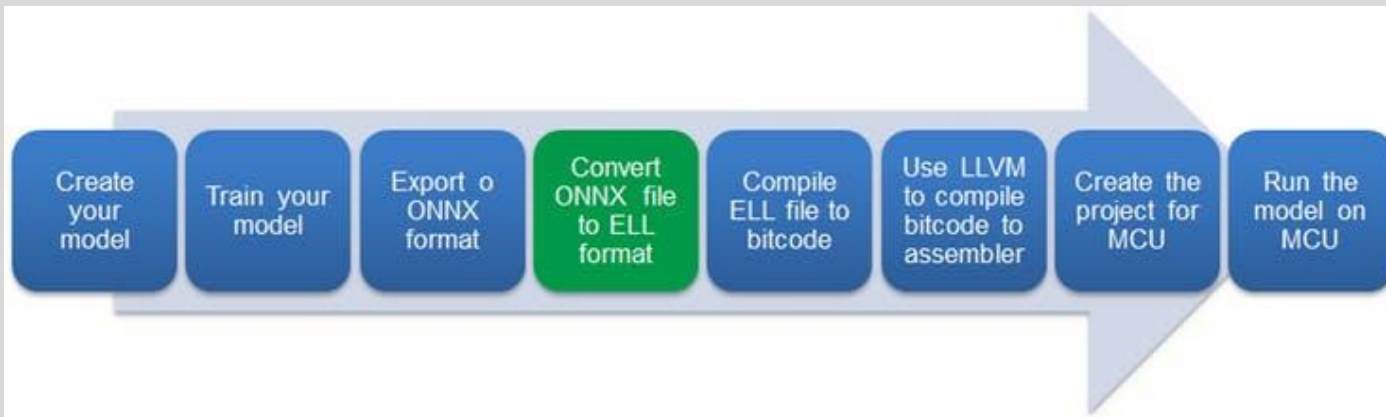 Create
your
model
Train your
model
Export o
ONNX
format
Convert
ONNX file
to ELL
format
Compile
ELL file to
bitcode
Use LLVM
to compile
bitcode to
assembler
Create the
project for
MCU
Run the
model on
MCU